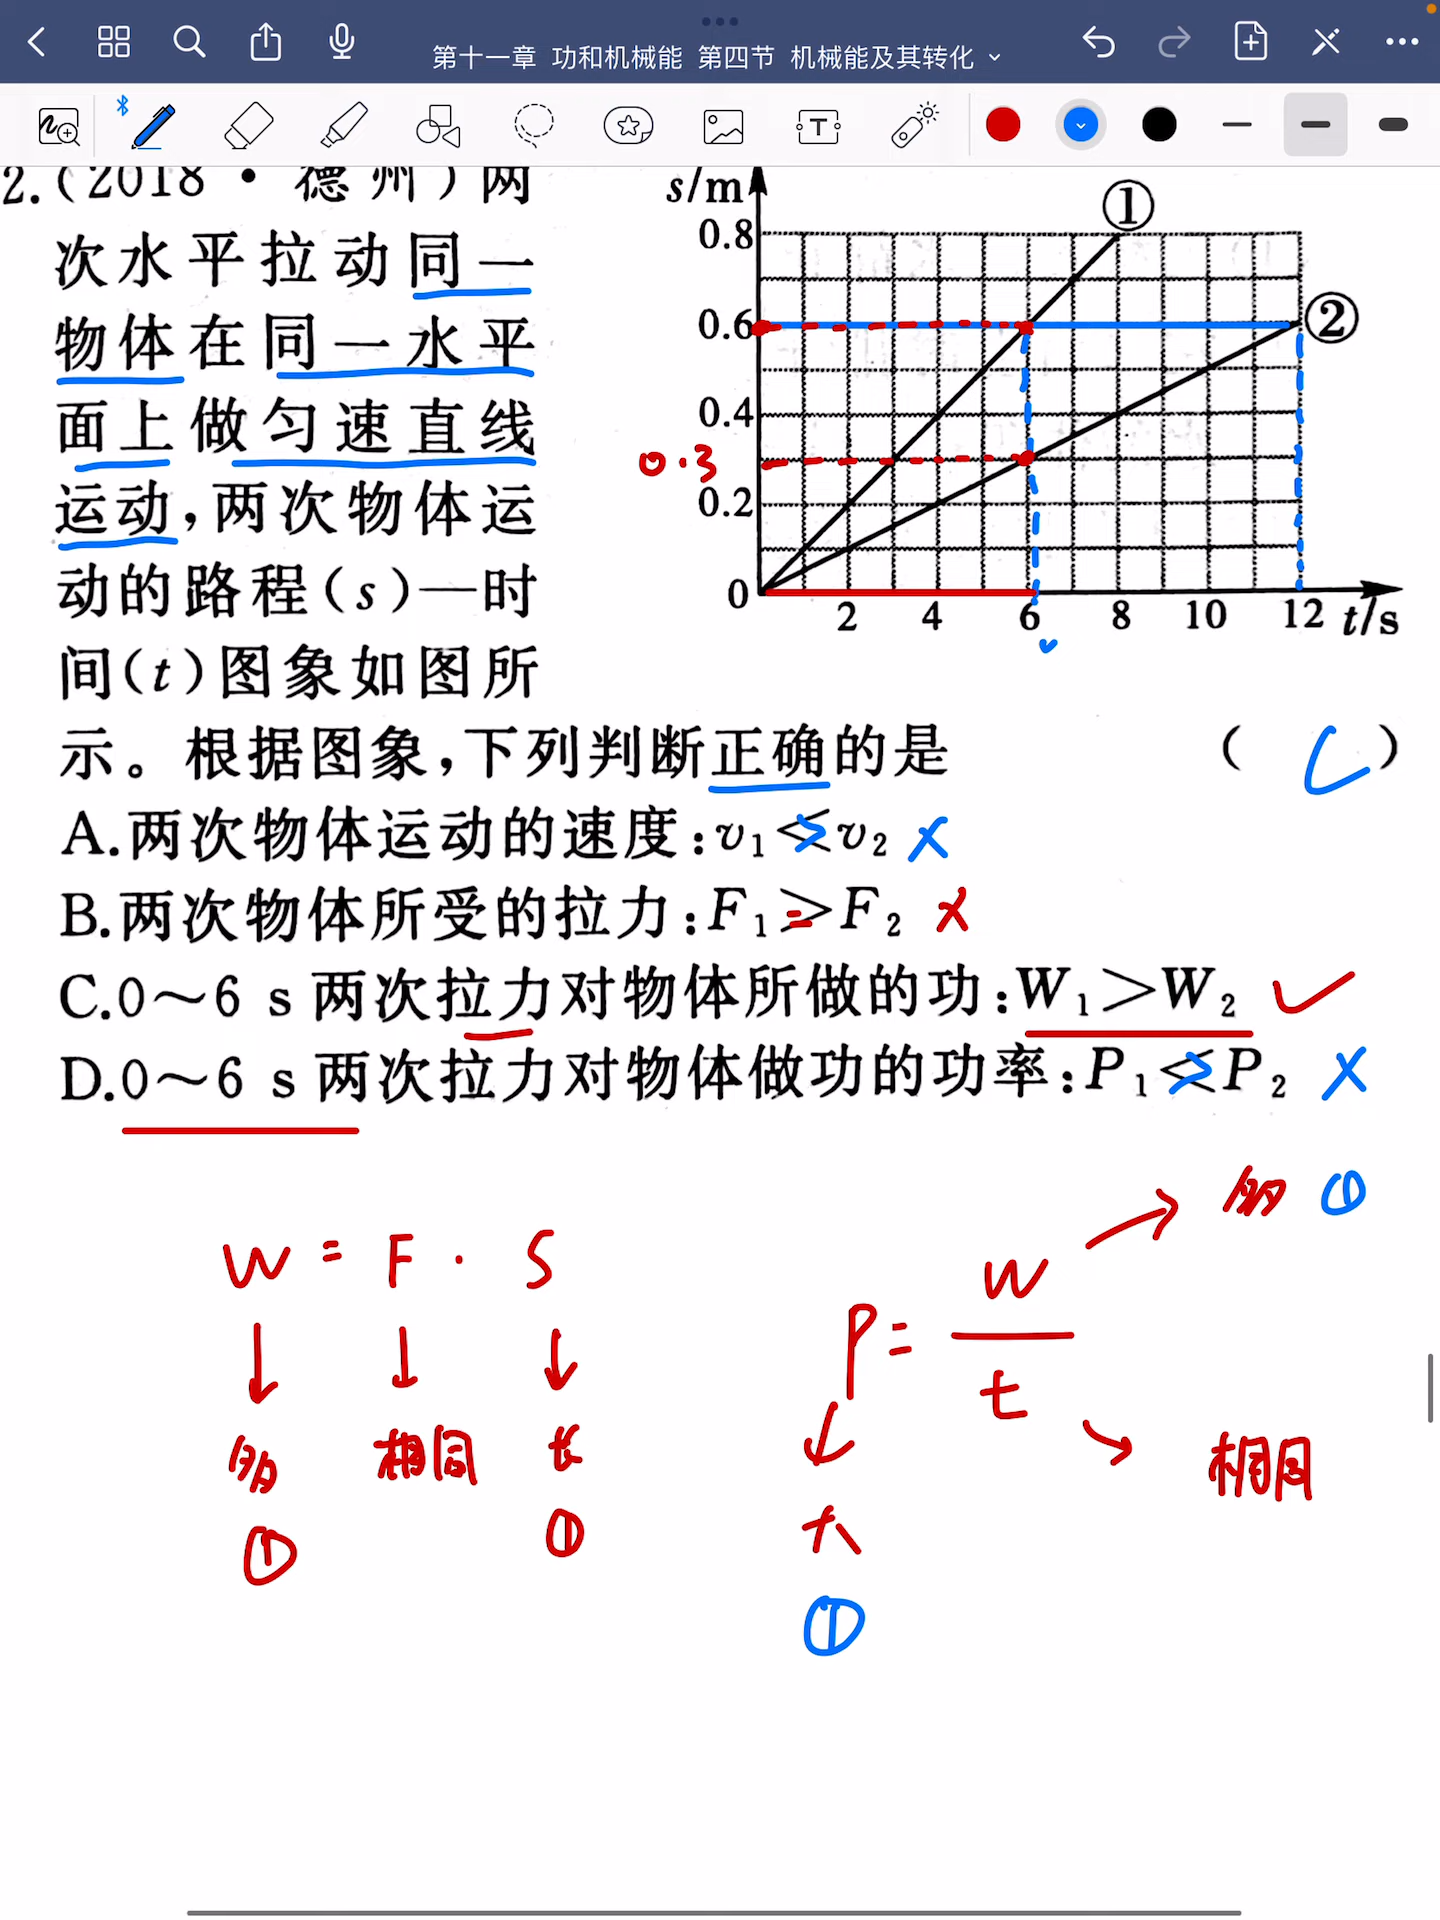 第十一章 功和机械能 第四节 机械能及其转化
T
2.(2018·德州)两
次水平拉动同一
物体在同一水平
面上做匀速直线
运动,两次物体运
动的路程(s)—时
间(t)图象如图所
示。根据图象,下列判断正确的是 ( C )
s/m
0.8
0.6
0.4
0.3
0.2
0
2 4 6 8 10 12 t/s
①
②
A.两次物体运动的速度:v1<v2 ×
>
B.两次物体所受的拉力:F1>F2 ×
=
C.0～6 s 两次拉力对物体所做的功:W1>W2 ✓
D.0～6 s 两次拉力对物体做功的功率:P1<P2 ×
>
W = F · S
多 相同 长
① ①
P = W/t
多 ①
相同
大
①